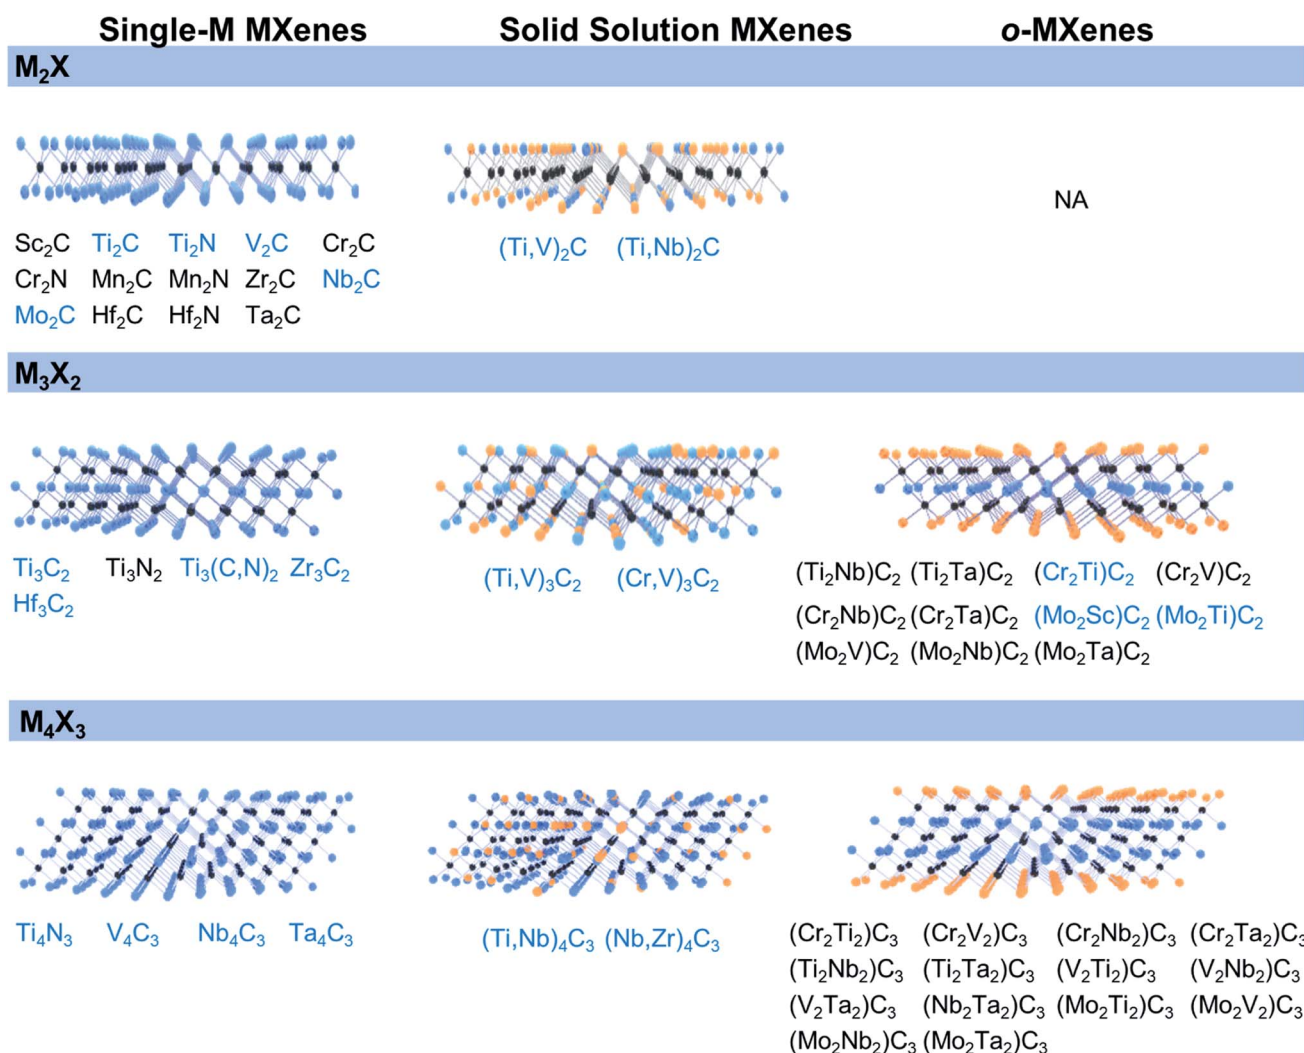 Single-M MXenes Solid Solution MXenes o-MXenes
M₂X
NA
Sc₂C Ti₂C Ti₂N V₂C Cr₂C
Cr₂N Mn₂C Mn₂N Zr₂C Nb₂C
Mo₂C Hf₂C Hf₂N Ta₂C
(Ti,V)₂C (Ti,Nb)₂C
M₃X₂
Ti₃C₂ Ti₃N₂ Ti₃(C,N)₂ Zr₃C₂
Hf₃C₂
(Ti,V)₃C₂ (Cr,V)₃C₂
(Ti₂Nb)C₂ (Ti₂Ta)C₂ (Cr₂Ti)C₂ (Cr₂V)C₂
(Cr₂Nb)C₂ (Cr₂Ta)C₂ (Mo₂Sc)C₂ (Mo₂Ti)C₂
(Mo₂V)C₂ (Mo₂Nb)C₂ (Mo₂Ta)C₂
M₄X₃
Ti₄N₃ V₄C₃ Nb₄C₃ Ta₄C₃
(Ti,Nb)₄C₃ (Nb,Zr)₄C₃
(Cr₂Ti₂)C₃ (Cr₂V₂)C₃ (Cr₂Nb₂)C₃ (Cr₂Ta₂)C₃
(Ti₂Nb₂)C₃ (Ti₂Ta₂)C₃ (V₂Ti₂)C₃ (V₂Nb₂)C₃
(V₂Ta₂)C₃ (Nb₂Ta₂)C₃ (Mo₂Ti₂)C₃ (Mo₂V₂)C₃
(Mo₂Nb₂)C₃ (Mo₂Ta₂)C₃